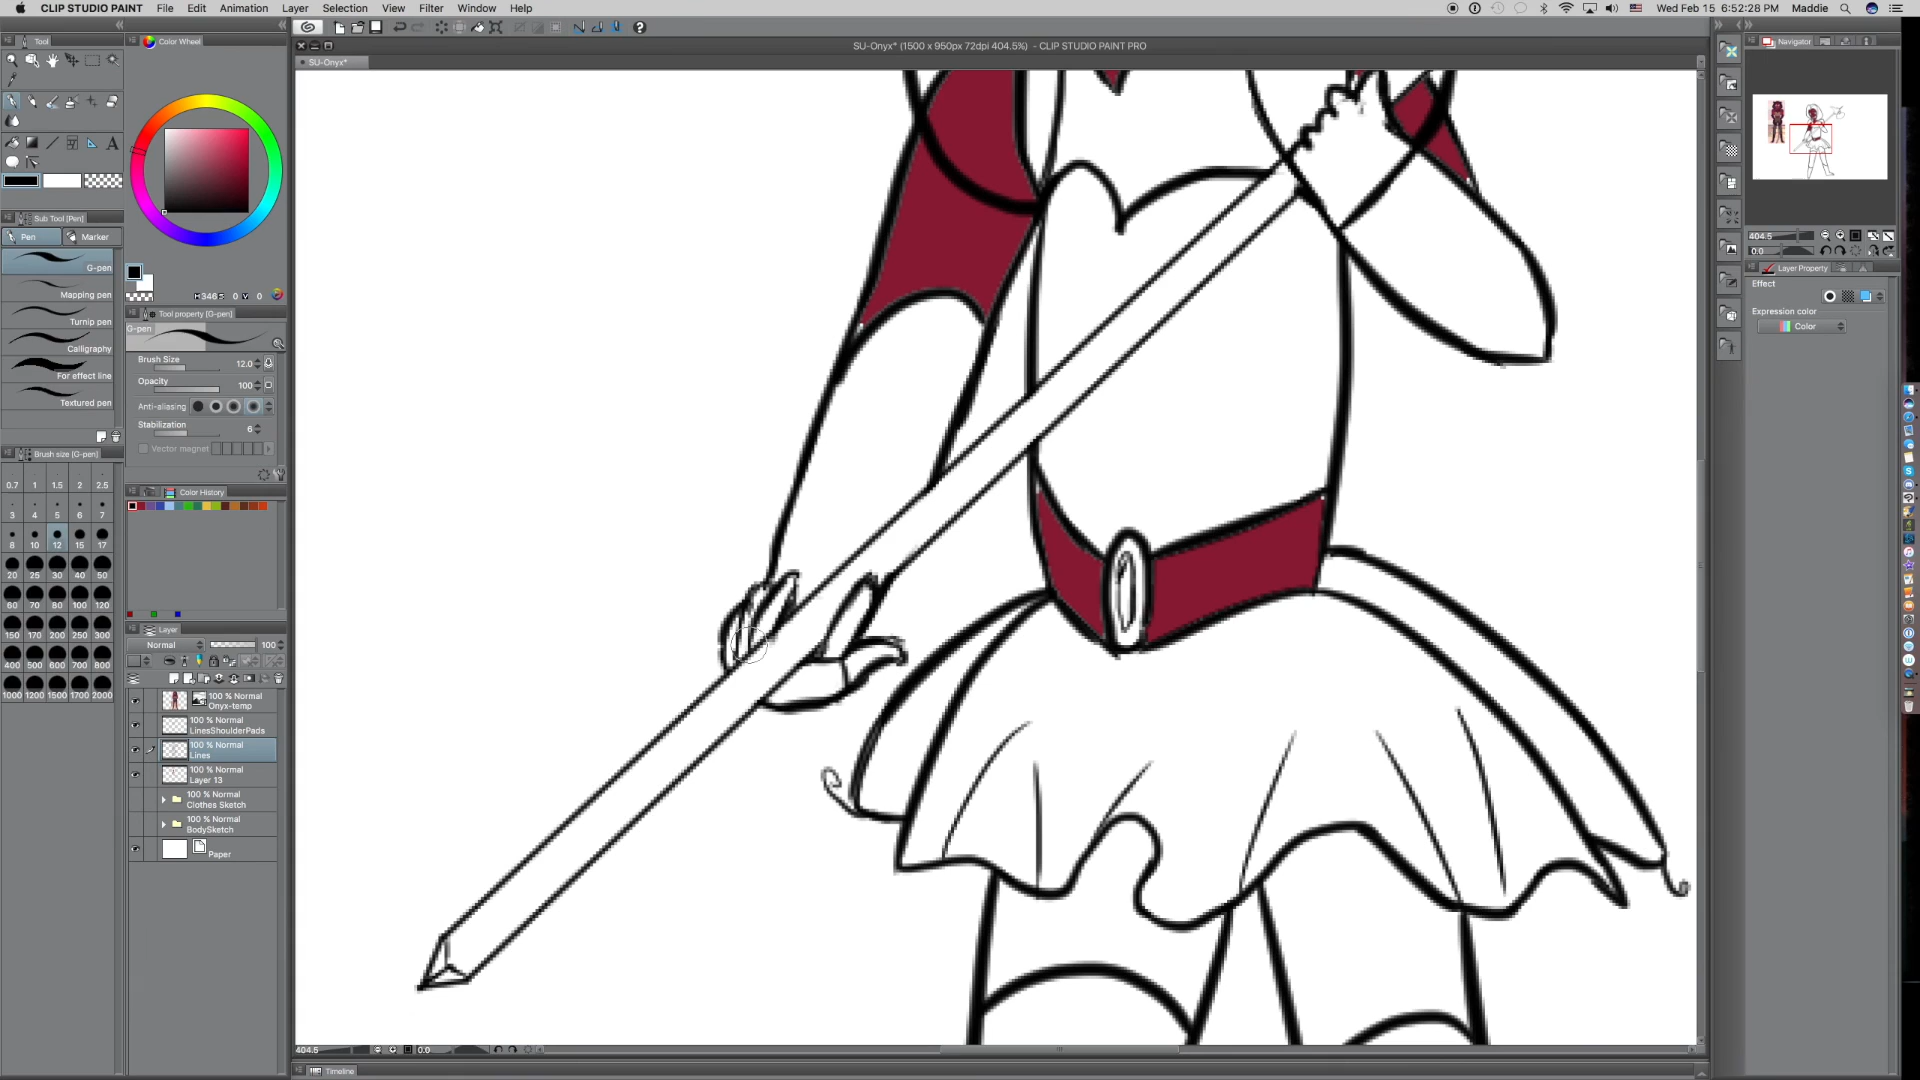 CLIP STUDIO PAINT File Edit Animation Layer Selection View Filter Window Help
Wed Feb 15 6:52:28 PM Maddie
SU-Onyx* (1500 x 950px 72dpi 404.5%) - CLIP STUDIO PAINT PRO
SU-Onyx*
Tool
Color Wheel
Navigator
Sub Tool [Pen]
Pen
Marker
G-pen
Mapping pen
Turnip pen
Calligraphy
For effect line
Textured pen
H346 S 0 V 0
Tool property [G-pen]
G-pen
Brush Size 12.0
Opacity 100
Anti-aliasing
Stabilization 6
Vector magnet
Brush size [G-pen]
0.7 1 1.5 2 2.5
3 4 5 6 7
8 10 12 15 17
20 25 30 40 50
60 70 80 100 120
150 170 200 250 300
400 500 600 700 800
1000 1200 1500 1700 2000
Color History
Layer
Normal 100
100 % Normal
Onyx-temp
100 % Normal
LinesShoulderPads
100 % Normal
Lines
100 % Normal
Layer 13
100 % Normal
Clothes Sketch
100 % Normal
BodySketch
Paper
404.5
0.0
Layer Property
Effect
Expression color
Color
404.5 0.0
Timeline